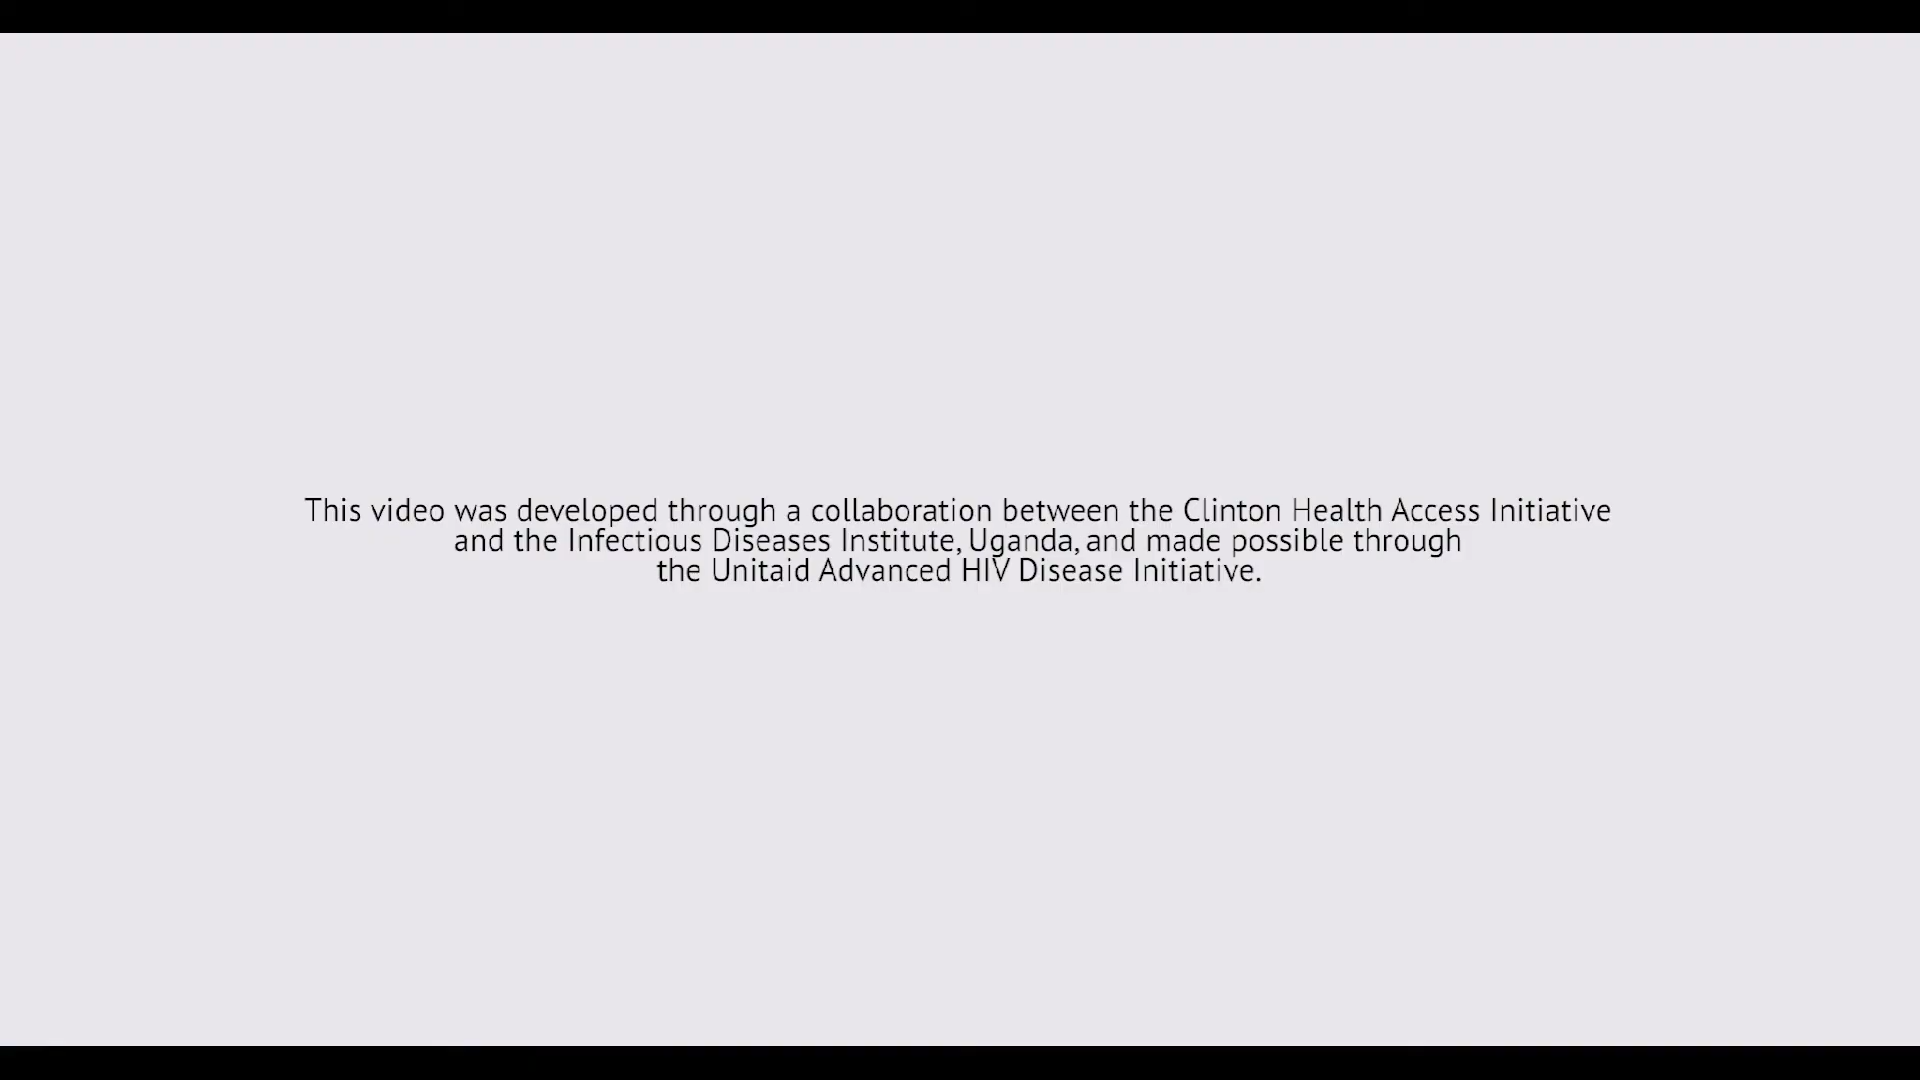 This video was developed through a collaboration between the Clinton Health Access Initiative
and the Infectious Diseases Institute, Uganda, and made possible through
the Unitaid Advanced HIV Disease Initiative.